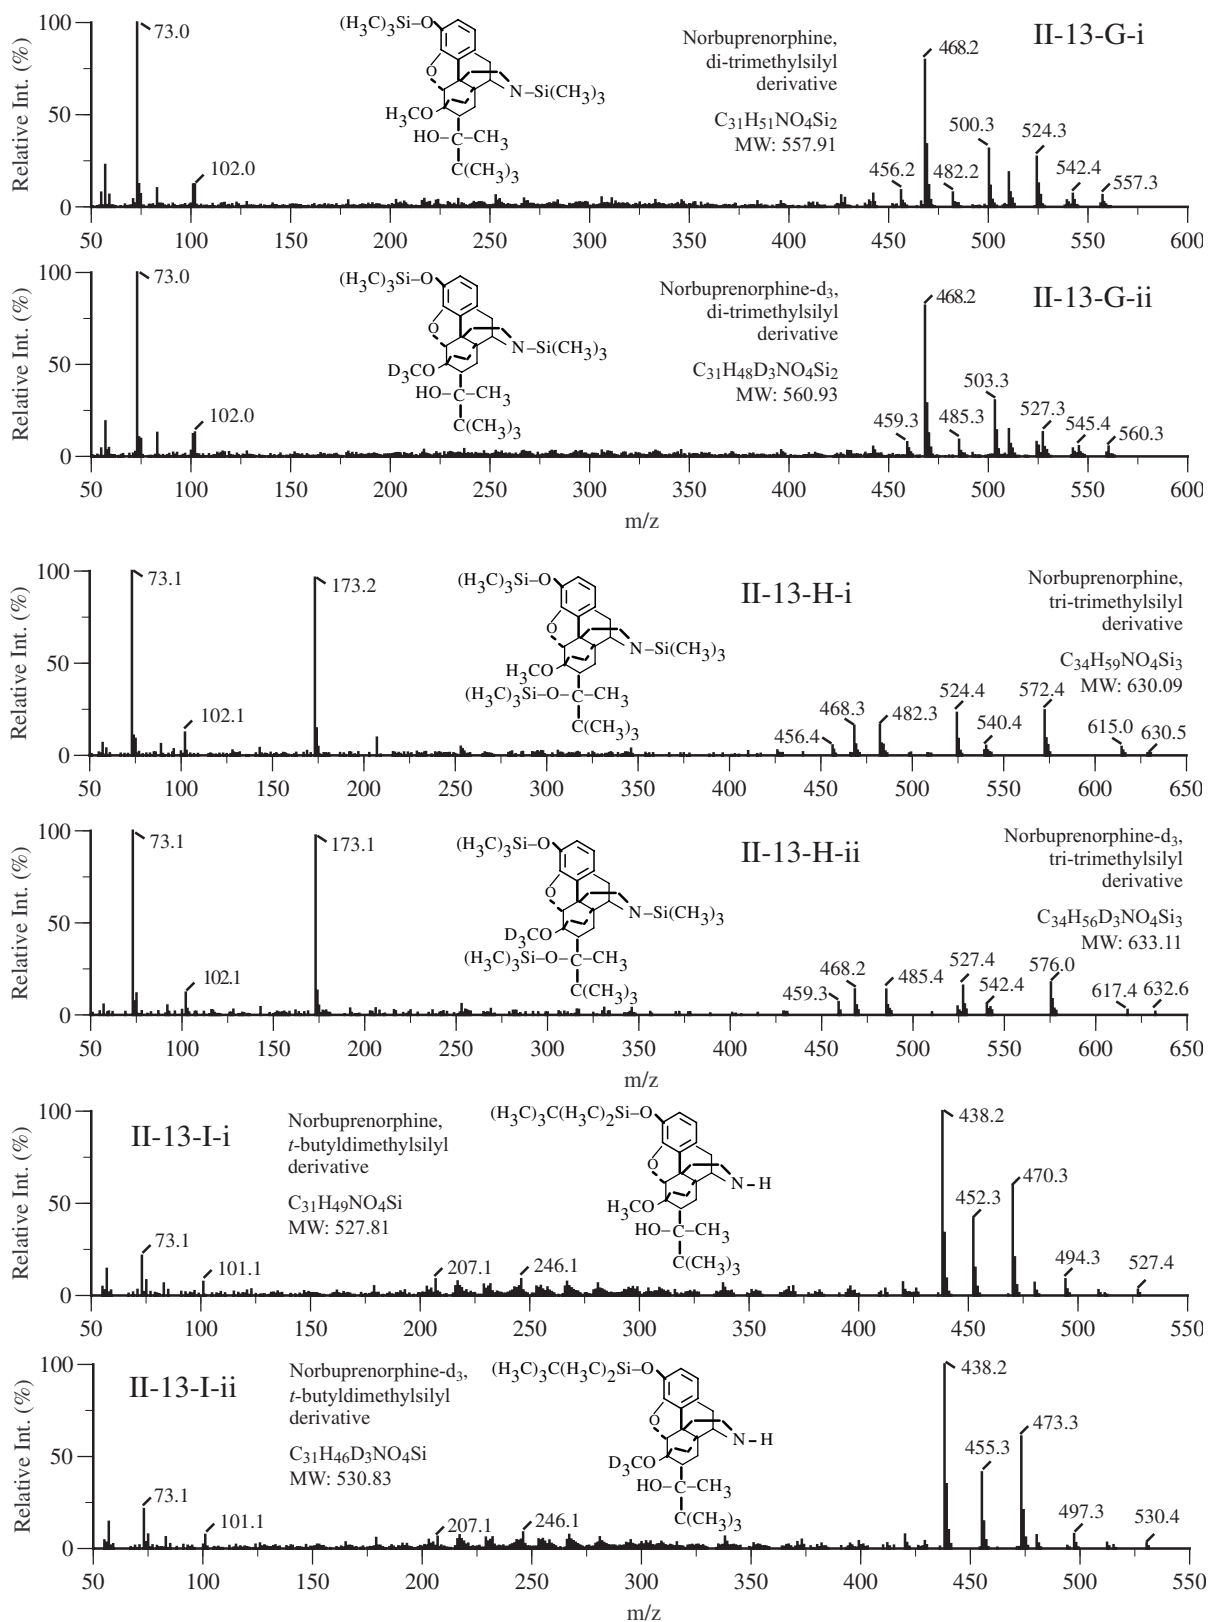 II-13-G-i
Norbuprenorphine,
di-trimethylsilyl
derivative
C31H51NO4Si2
MW: 557.91
Relative Int. (%)
100
50
0
73.0
102.0
456.2
468.2
482.2
500.3
524.3
542.4
557.3
(H3C)3Si–O
O
N–Si(CH3)3
H3CO
HO–C–CH3
C(CH3)3
50 100 150 200 250 300 350 400 450 500 550 600
II-13-G-ii
Norbuprenorphine-d3,
di-trimethylsilyl
derivative
C31H48D3NO4Si2
MW: 560.93
Relative Int. (%)
100
50
0
73.0
102.0
459.3
468.2
485.3
503.3
527.3
545.4
560.3
(H3C)3Si–O
O
N–Si(CH3)3
D3CO
HO–C–CH3
C(CH3)3
50 100 150 200 250 300 350 400 450 500 550 600
m/z
II-13-H-i
Norbuprenorphine,
tri-trimethylsilyl
derivative
C34H59NO4Si3
MW: 630.09
Relative Int. (%)
100
50
0
73.1
102.1
173.2
456.4
468.3
482.3
524.4
540.4
572.4
615.0
630.5
(H3C)3Si–O
O
N–Si(CH3)3
H3CO
(H3C)3Si–O–C–CH3
C(CH3)3
50 100 150 200 250 300 350 400 450 500 550 600 650
II-13-H-ii
Norbuprenorphine-d3,
tri-trimethylsilyl
derivative
C34H56D3NO4Si3
MW: 633.11
Relative Int. (%)
100
50
0
73.1
102.1
173.1
459.3
468.2
485.4
527.4
542.4
576.0
617.4
632.6
(H3C)3Si–O
O
N–Si(CH3)3
D3CO
(H3C)3Si–O–C–CH3
C(CH3)3
50 100 150 200 250 300 350 400 450 500 550 600 650
m/z
II-13-I-i
Norbuprenorphine,
t-butyldimethylsilyl
derivative
C31H49NO4Si
MW: 527.81
Relative Int. (%)
100
50
0
73.1
101.1
207.1
246.1
438.2
452.3
470.3
494.3
527.4
(H3C)3C(H3C)2Si–O
O
N–H
H3CO
HO–C–CH3
C(CH3)3
50 100 150 200 250 300 350 400 450 500 550
II-13-I-ii
Norbuprenorphine-d3,
t-butyldimethylsilyl
derivative
C31H46D3NO4Si
MW: 530.83
Relative Int. (%)
100
50
0
73.1
101.1
207.1
246.1
438.2
455.3
473.3
497.3
530.4
(H3C)3C(H3C)2Si–O
O
N–H
D3CO
HO–C–CH3
C(CH3)3
50 100 150 200 250 300 350 400 450 500 550
m/z